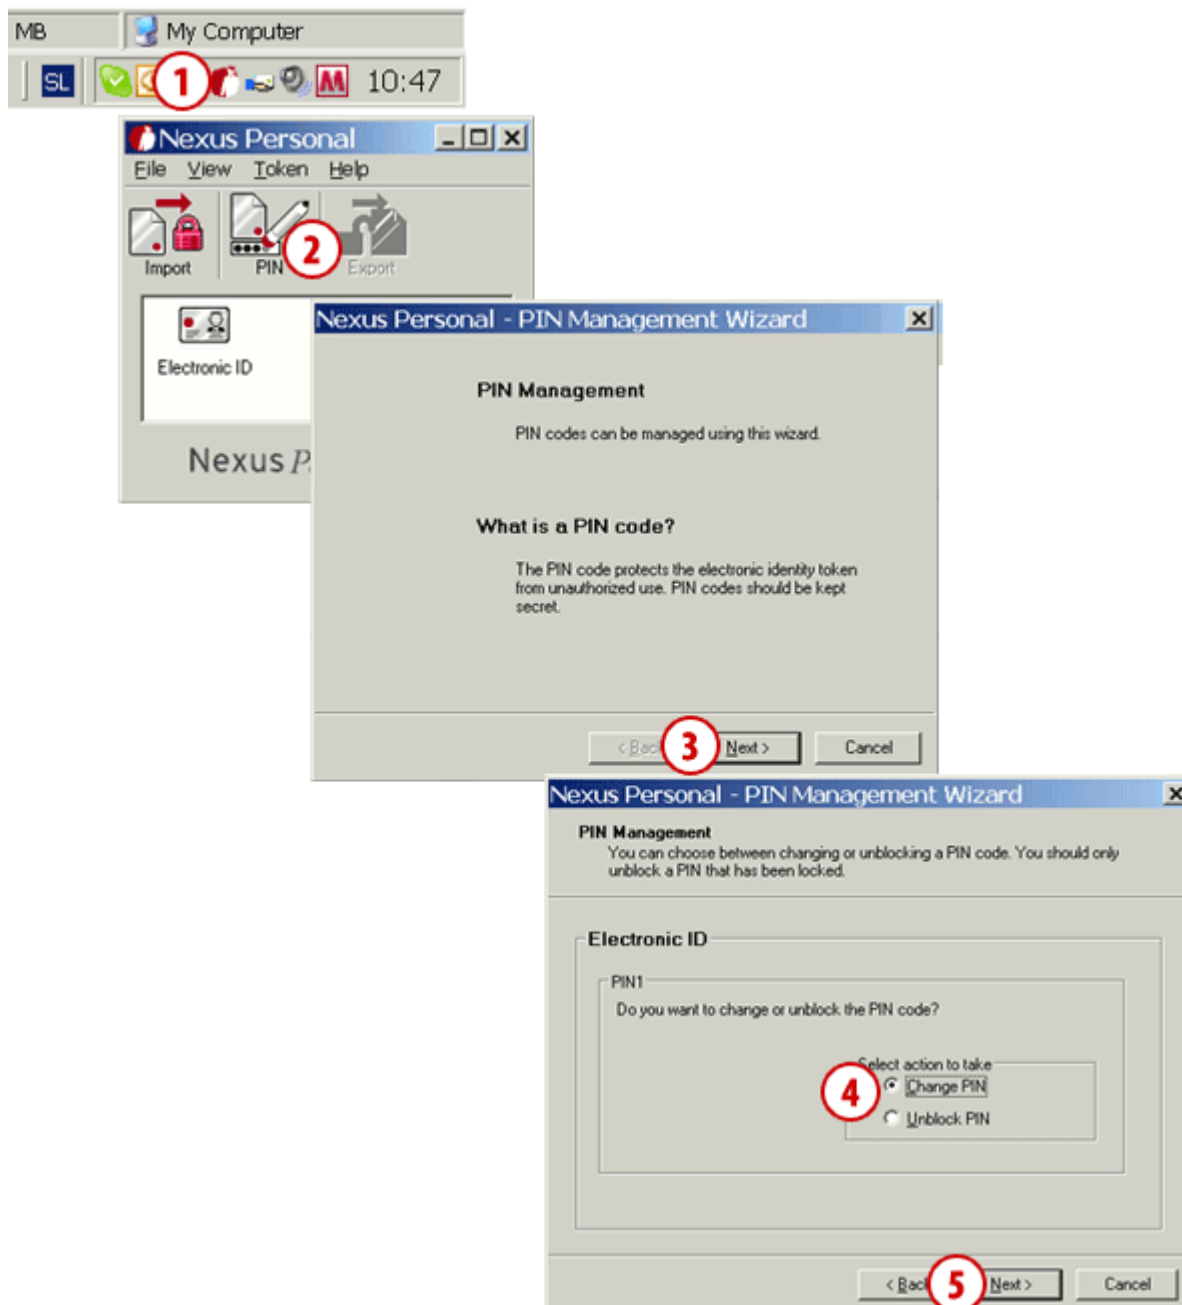 MB
My Computer
SL
1
10:47
Nexus Personal
File View Token Help
2
Import PIN Export
Electronic ID
Nexus P
Nexus Personal - PIN Management Wizard
PIN Management
PIN codes can be managed using this wizard.
What is a PIN code?
The PIN code protects the electronic identity token
from unauthorized use. PIN codes should be kept
secret.
< Bac 3 Next > Cancel
Nexus Personal - PIN Management Wizard
PIN Management
You can choose between changing or unblocking a PIN code. You should only
unblock a PIN that has been locked.
Electronic ID
PIN1
Do you want to change or unblock the PIN code?
Select action to take
4
Change PIN
Unblock PIN
< Bac 5 Next > Cancel